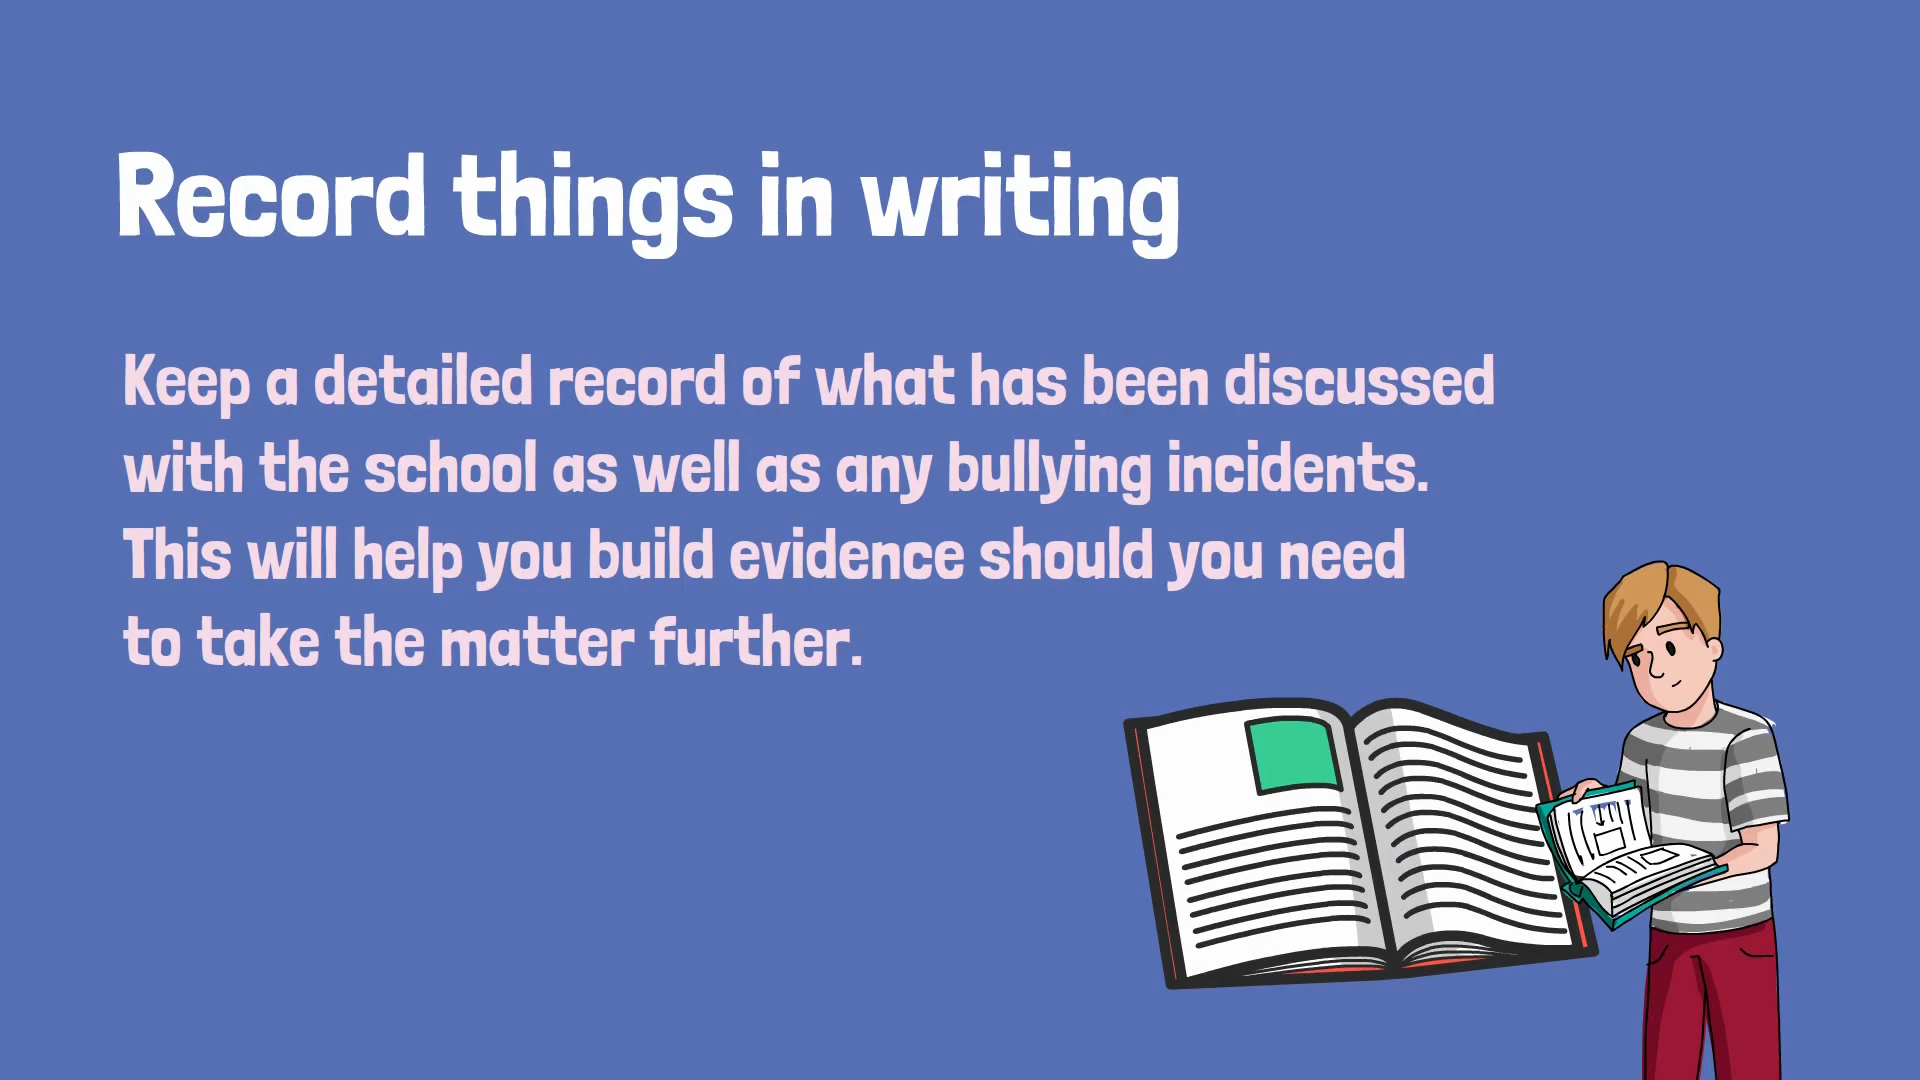 Record things in writing
Keep a detailed record of what has been discussed
with the school as well as any bullying incidents.
This will help you build evidence should you need
to take the matter further.